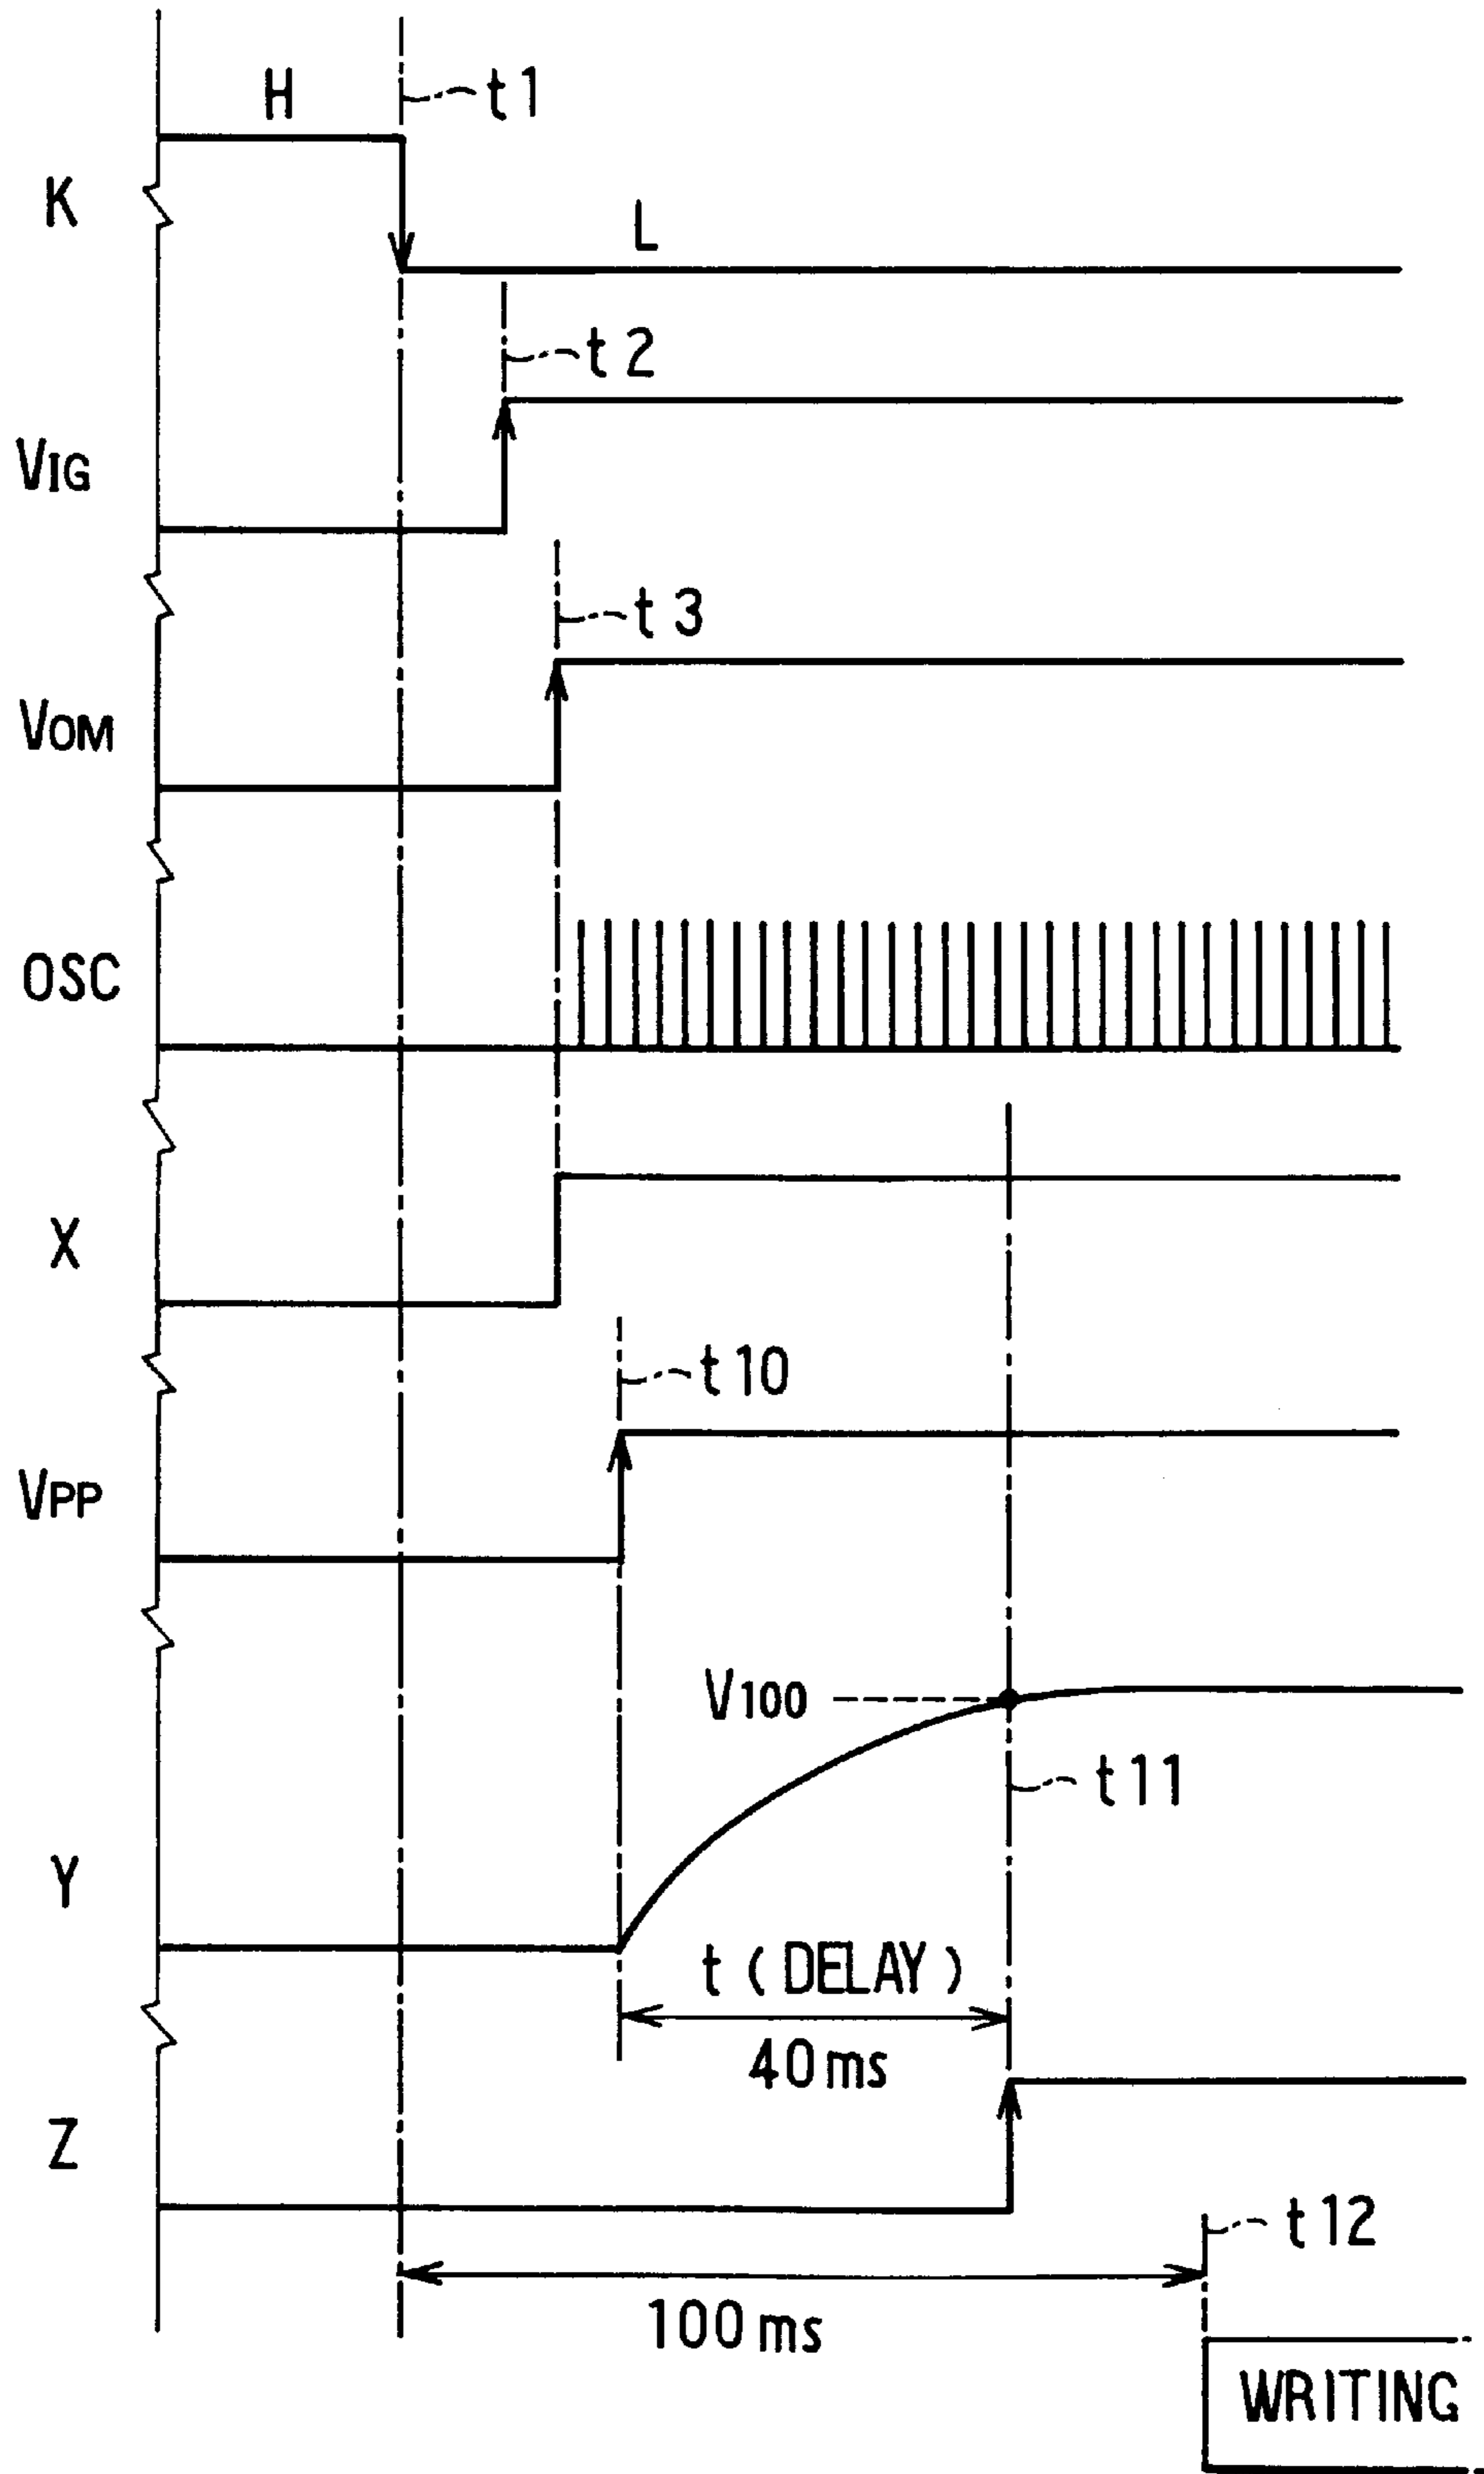 H
t1
K
L
t2
VIG
t3
VOM
OSC
X
t10
VPP
V100
t11
Y
t (DELAY)
40ms
Z
t12
100ms
WRITING